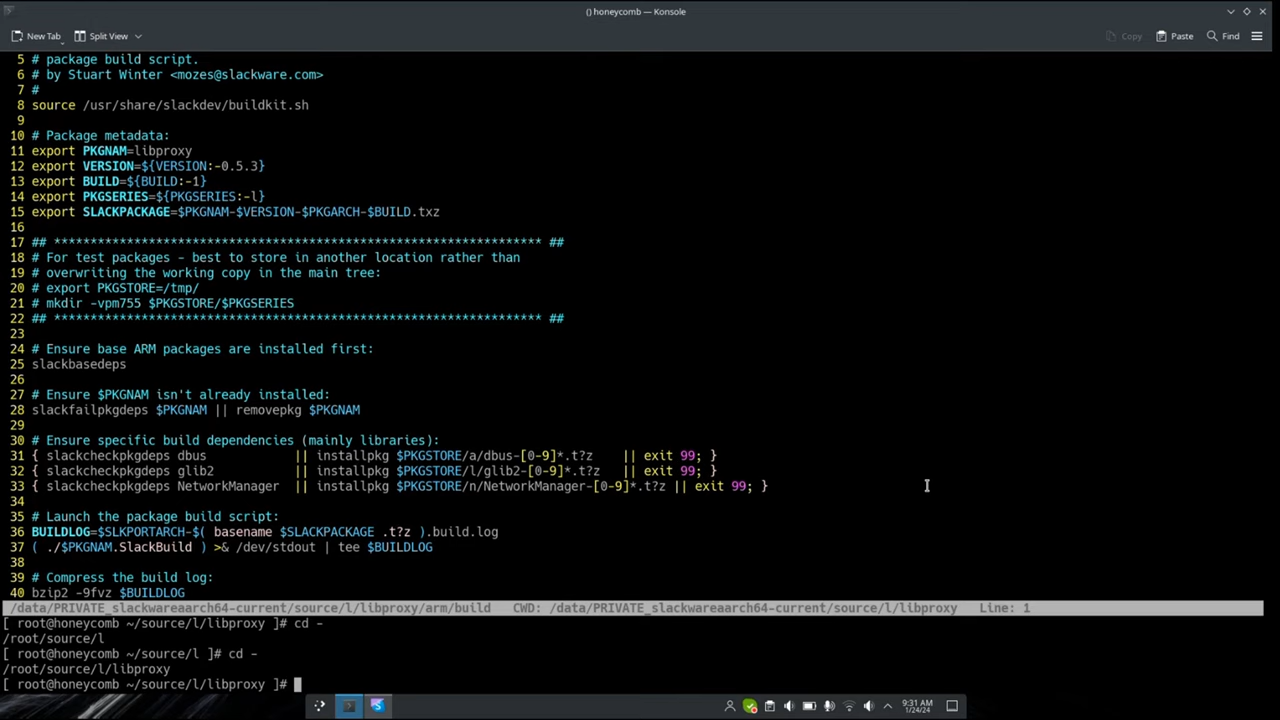 () honeycomb — Konsole
New Tab Split View Copy Paste Find
5 # package build script.
6 # by Stuart Winter <mozes@slackware.com>
7 #
8 source /usr/share/slackdev/buildkit.sh
9
10 # Package metadata:
11 export PKGNAM=libproxy
12 export VERSION=${VERSION:-0.5.3}
13 export BUILD=${BUILD:-1}
14 export PKGSERIES=${PKGSERIES:-l}
15 export SLACKPACKAGE=$PKGNAM-$VERSION-$PKGARCH-$BUILD.txz
16
17 ## ******************************************************************* ##
18 # For test packages - best to store in another location rather than
19 # overwriting the working copy in the main tree:
20 # export PKGSTORE=/tmp/
21 # mkdir -vpm755 $PKGSTORE/$PKGSERIES
22 ## ******************************************************************* ##
23
24 # Ensure base ARM packages are installed first:
25 slackbasedeps
26
27 # Ensure $PKGNAM isn't already installed:
28 slackfailpkgdeps $PKGNAM || removepkg $PKGNAM
29
30 # Ensure specific build dependencies (mainly libraries):
31 { slackcheckpkgdeps dbus || installpkg $PKGSTORE/a/dbus-[0-9]*.t?z || exit 99; }
32 { slackcheckpkgdeps glib2 || installpkg $PKGSTORE/l/glib2-[0-9]*.t?z || exit 99; }
33 { slackcheckpkgdeps NetworkManager || installpkg $PKGSTORE/n/NetworkManager-[0-9]*.t?z || exit 99; }
34
35 # Launch the package build script:
36 BUILDLOG=$SLKPORTARCH-$( basename $SLACKPACKAGE .t?z ).build.log
37 ( ./$PKGNAM.SlackBuild ) >& /dev/stdout | tee $BUILDLOG
38
39 # Compress the build log:
40 bzip2 -9fvz $BUILDLOG
/data/PRIVATE_slackwareaarch64-current/source/l/libproxy/arm/build CWD: /data/PRIVATE_slackwareaarch64-current/source/l/libproxy Line: 1
[ root@honeycomb ~/source/l/libproxy ]# cd -
/root/source/l
[ root@honeycomb ~/source/l ]# cd -
/root/source/l/libproxy
[ root@honeycomb ~/source/l/libproxy ]#
9:31 AM
1/24/24